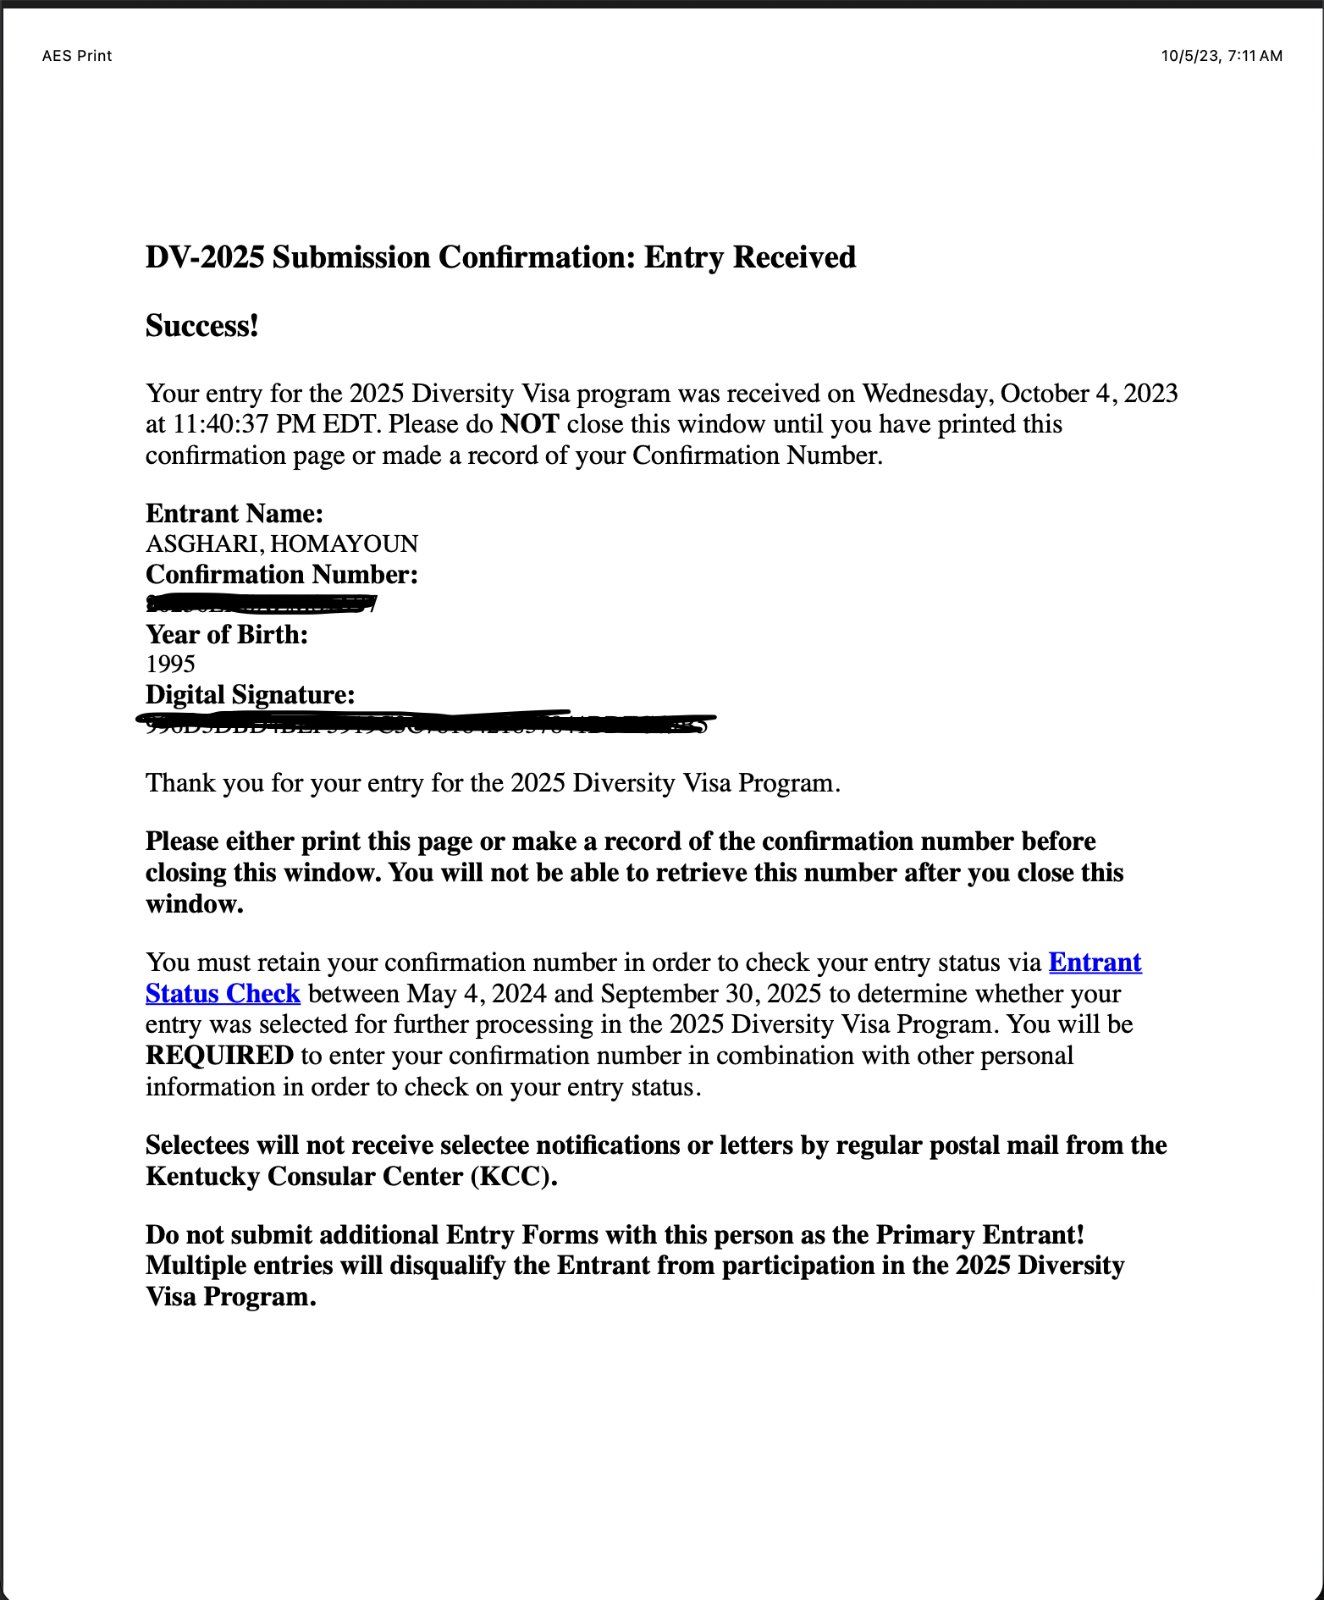 AES Print
10/5/23, 7:11 AM
DV-2025 Submission Confirmation: Entry Received
Success!
Your entry for the 2025 Diversity Visa program was received on Wednesday, October 4, 2023
at 11:40:37 PM EDT. Please do NOT close this window until you have printed this
confirmation page or made a record of your Confirmation Number.
Entrant Name:
ASGHARI, HOMAYOUN
Confirmation Number:
Year of Birth:
1995
Digital Signature:
Thank you for your entry for the 2025 Diversity Visa Program.
Please either print this page or make a record of the confirmation number before
closing this window. You will not be able to retrieve this number after you close this
window.
You must retain your confirmation number in order to check your entry status via Entrant
Status Check between May 4, 2024 and September 30, 2025 to determine whether your
entry was selected for further processing in the 2025 Diversity Visa Program. You will be
REQUIRED to enter your confirmation number in combination with other personal
information in order to check on your entry status.
Selectees will not receive selectee notifications or letters by regular postal mail from the
Kentucky Consular Center (KCC).
Do not submit additional Entry Forms with this person as the Primary Entrant!
Multiple entries will disqualify the Entrant from participation in the 2025 Diversity
Visa Program.